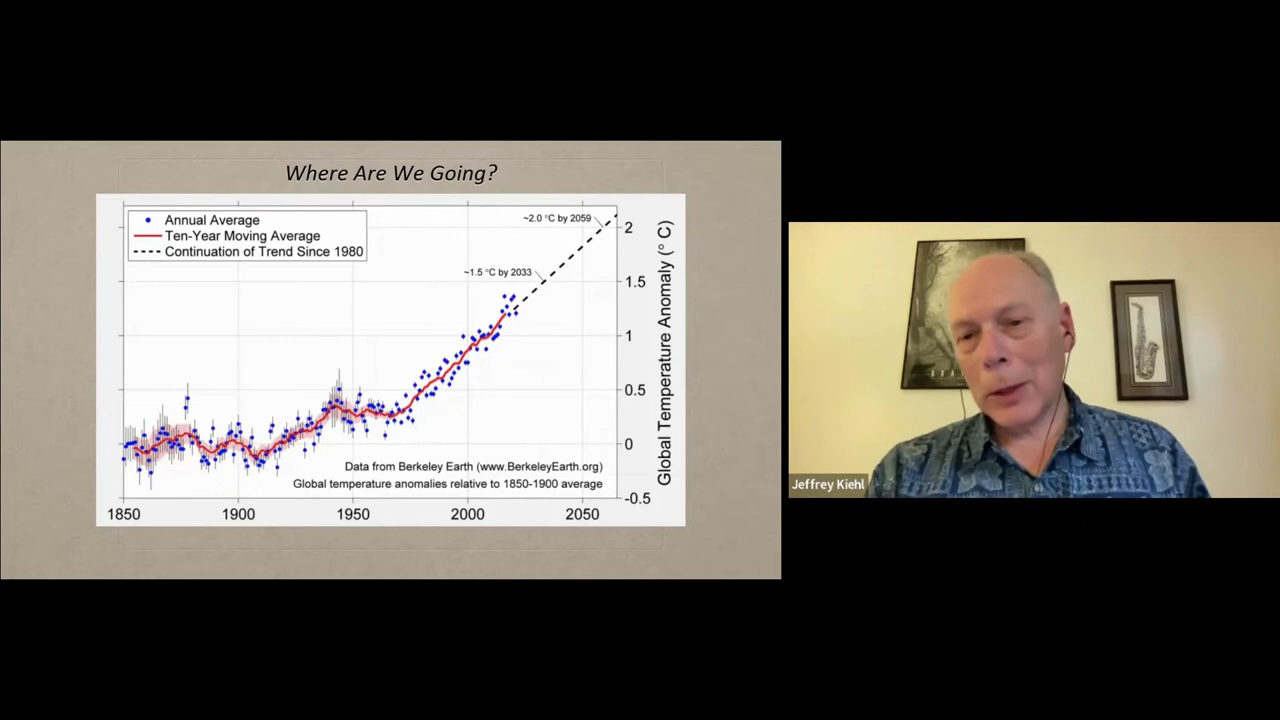 Where Are We Going?
Annual Average
Ten-Year Moving Average
Continuation of Trend Since 1980
~2.0 °C by 2059
~1.5 °C by 2033
2
1.5
1
0.5
0
-0.5
Global Temperature Anomaly (° C)
Data from Berkeley Earth (www.BerkeleyEarth.org)
Global temperature anomalies relative to 1850-1900 average
1850 1900 1950 2000 2050
Jeffrey Kiehl